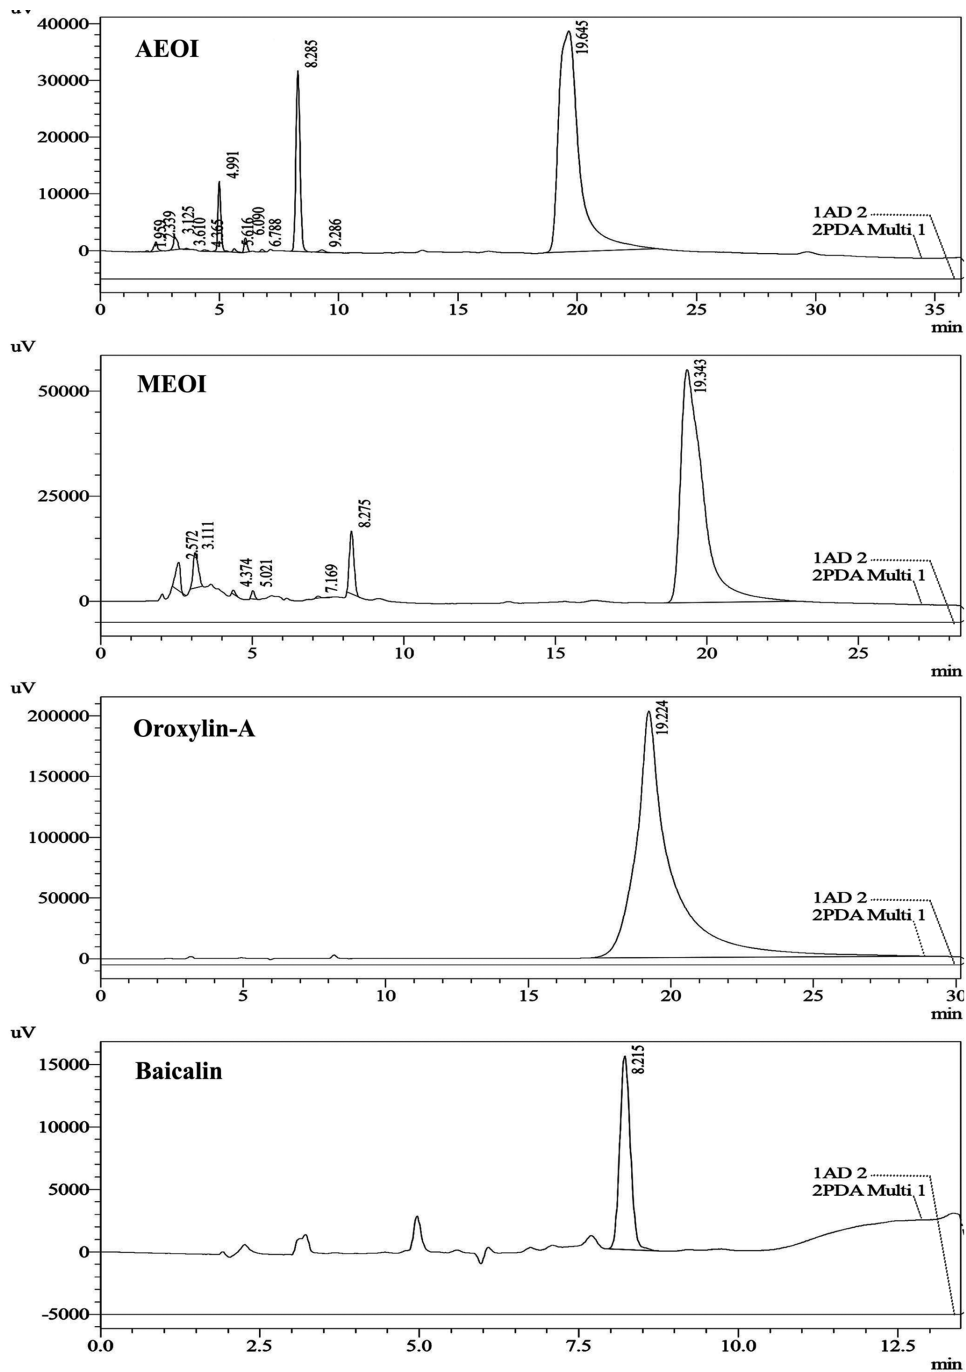 uV
40000
AEOI
30000
20000
10000
0
1.959
2.339
3.125
3.610
4.365
4.991
5.616
6.090
6.788
8.285
9.286
19.645
1AD 2
2PDA Multi 1
0 5 10 15 20 25 30 35
min
uV
MEOI
50000
25000
0
2.572
3.111
4.374
5.021
7.169
8.275
19.343
1AD 2
2PDA Multi 1
0 5 10 15 20 25
min
uV
200000
Oroxylin-A
150000
100000
50000
0
19.224
1AD 2
2PDA Multi 1
0 5 10 15 20 25 30
min
uV
15000
Baicalin
10000
5000
0
-5000
8.215
1AD 2
2PDA Multi 1
0.0 2.5 5.0 7.5 10.0 12.5
min